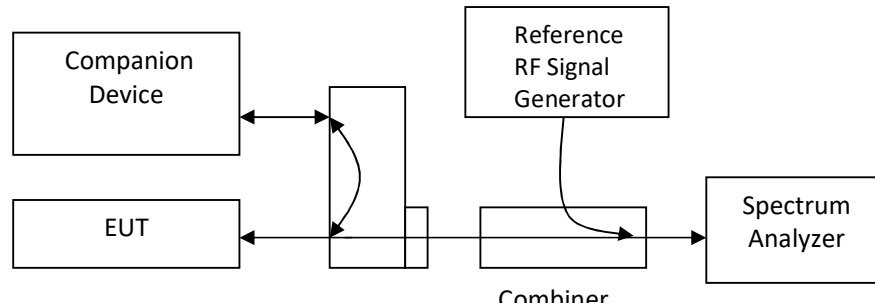 Companion
Device
Reference
RF Signal
Generator
EUT
Spectrum
Analyzer
Combiner